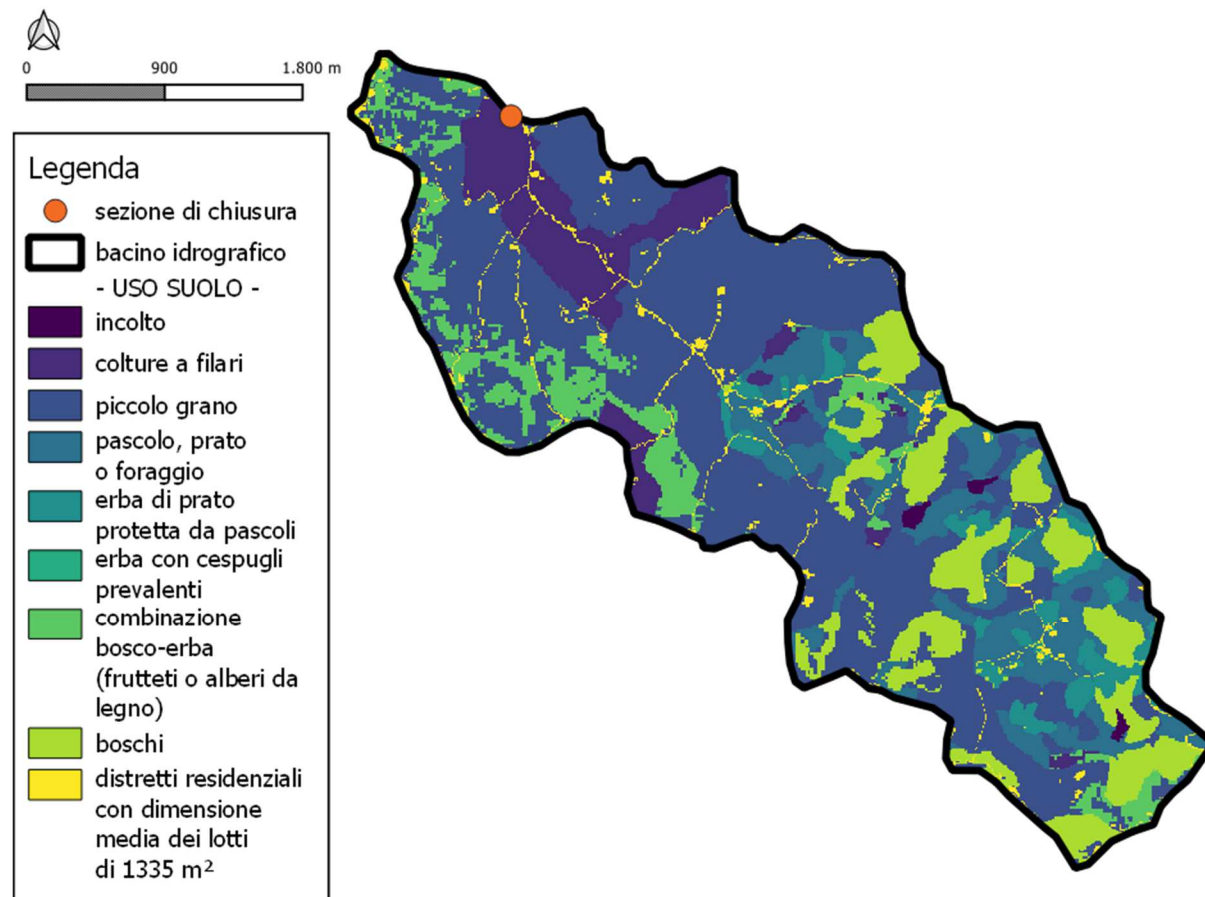 0 900 1.800 m
Legenda
sezione di chiusura
bacino idrografico
- USO SUOLO -
incolto
colture a filari
piccolo grano
pascolo, prato
o foraggio
erba di prato
protetta da pascoli
erba con cespugli
prevalenti
combinazione
bosco-erba
(frutteti o alberi da
legno)
boschi
distretti residenziali
con dimensione
media dei lotti
di 1335 m²